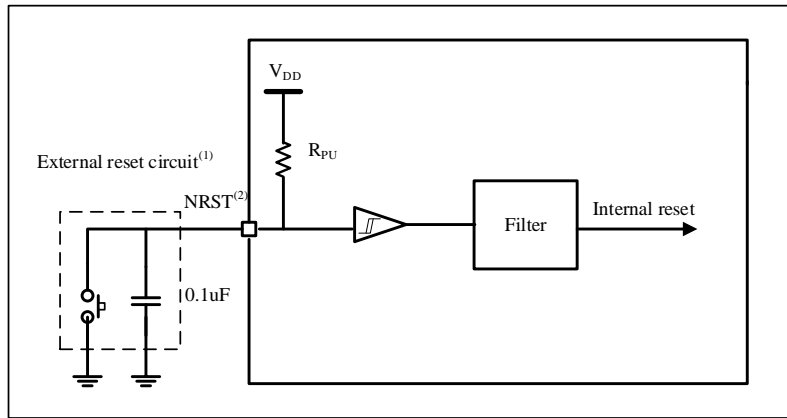 V_DD
External reset circuit(1)
R_PU
NRST(2)
Filter
Internal reset
0.1uF